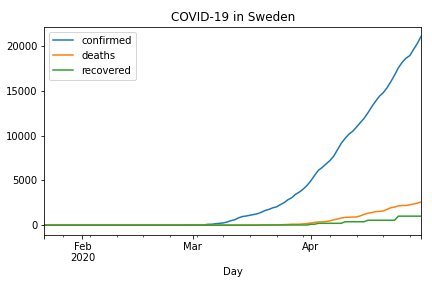 COVID-19 in Sweden
confirmed
deaths
recovered
20000
15000
10000
5000
0
Feb
2020
Mar
Apr
Day